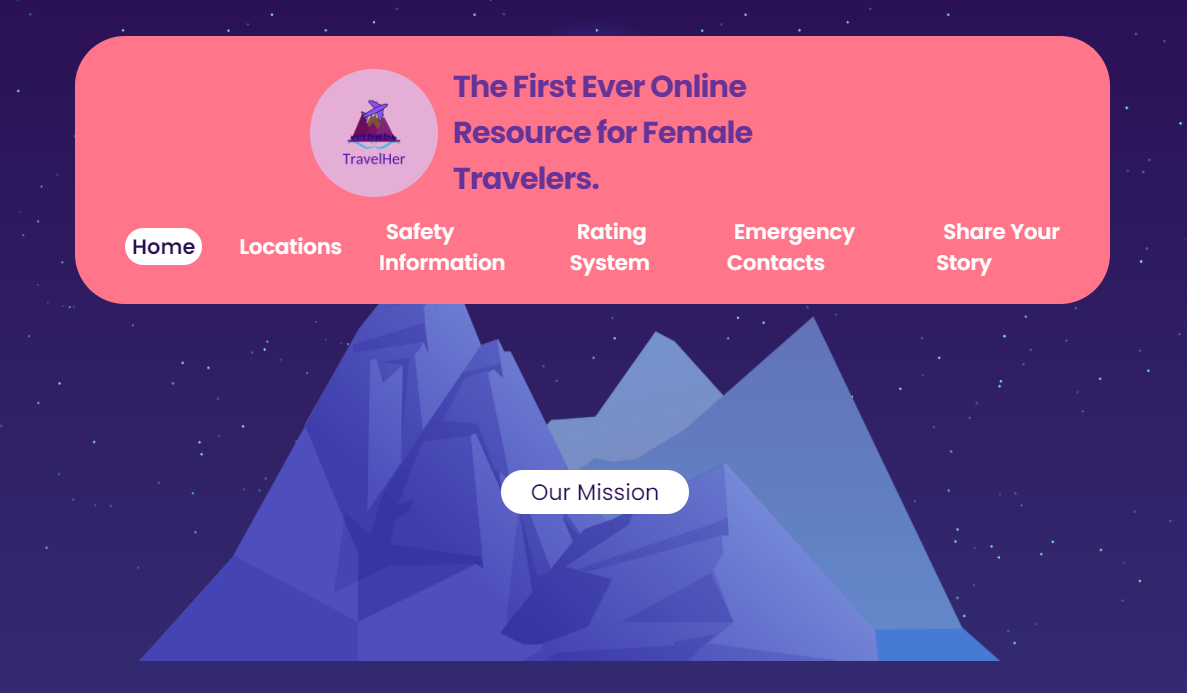 The First Ever Online
Resource for Female
Travelers.
TravelHer
Home
Locations
Safety
Information
Rating
System
Emergency
Contacts
Share Your
Story
Our Mission